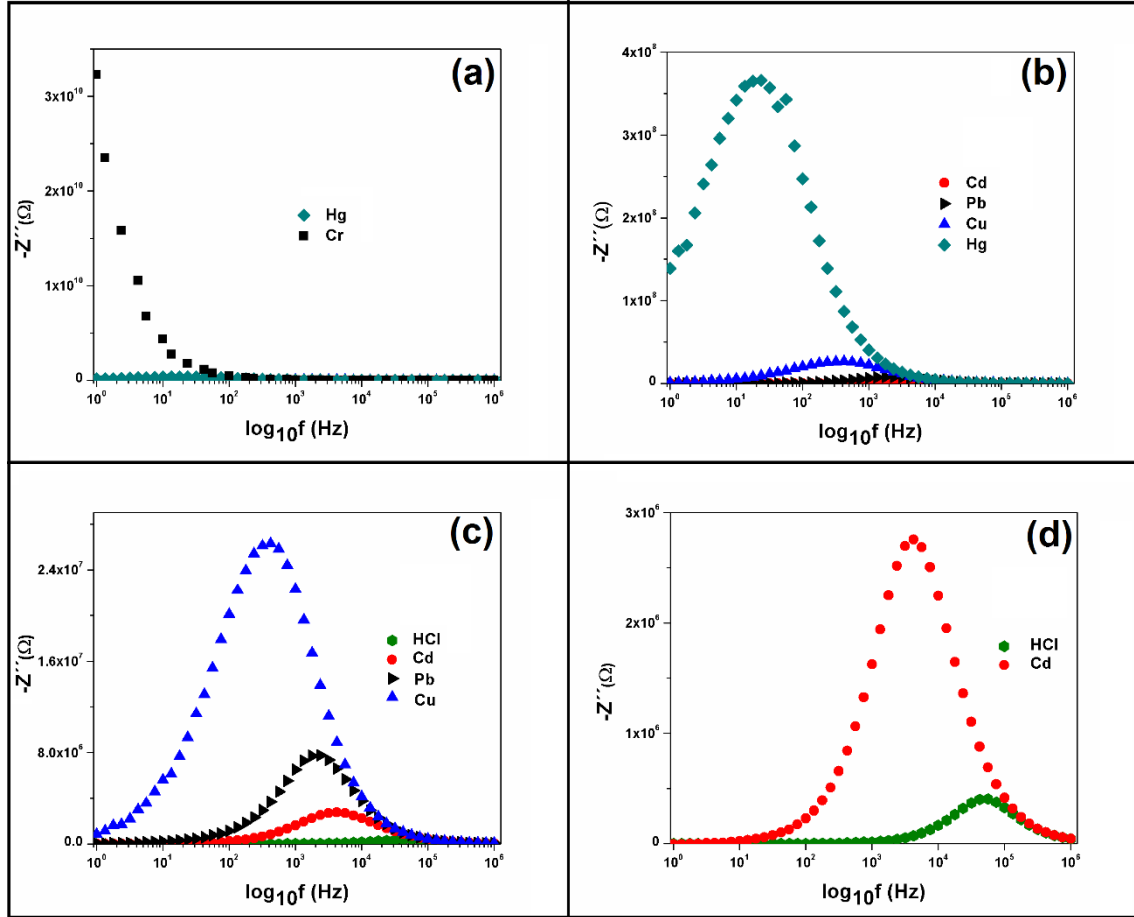 (a)
3x10¹⁰
2x10¹⁰
1x10¹⁰
0
-Z´´(Ω)
Hg
Cr
10⁰ 10¹ 10² 10³ 10⁴ 10⁵ 10⁶
log₁₀f (Hz)
(b)
4x10⁸
3x10⁸
2x10⁸
1x10⁸
0
-Z´´(Ω)
Cd
Pb
Cu
Hg
10⁰ 10¹ 10² 10³ 10⁴ 10⁵ 10⁶
log₁₀f (Hz)
(c)
2.4x10⁷
1.6x10⁷
8.0x10⁶
0.0
-Z´´(Ω)
HCl
Cd
Pb
Cu
10⁰ 10¹ 10² 10³ 10⁴ 10⁵ 10⁶
log₁₀f (Hz)
(d)
3x10⁶
2x10⁶
1x10⁶
0
-Z´´(Ω)
HCl
Cd
10⁰ 10¹ 10² 10³ 10⁴ 10⁵ 10⁶
log₁₀f (Hz)